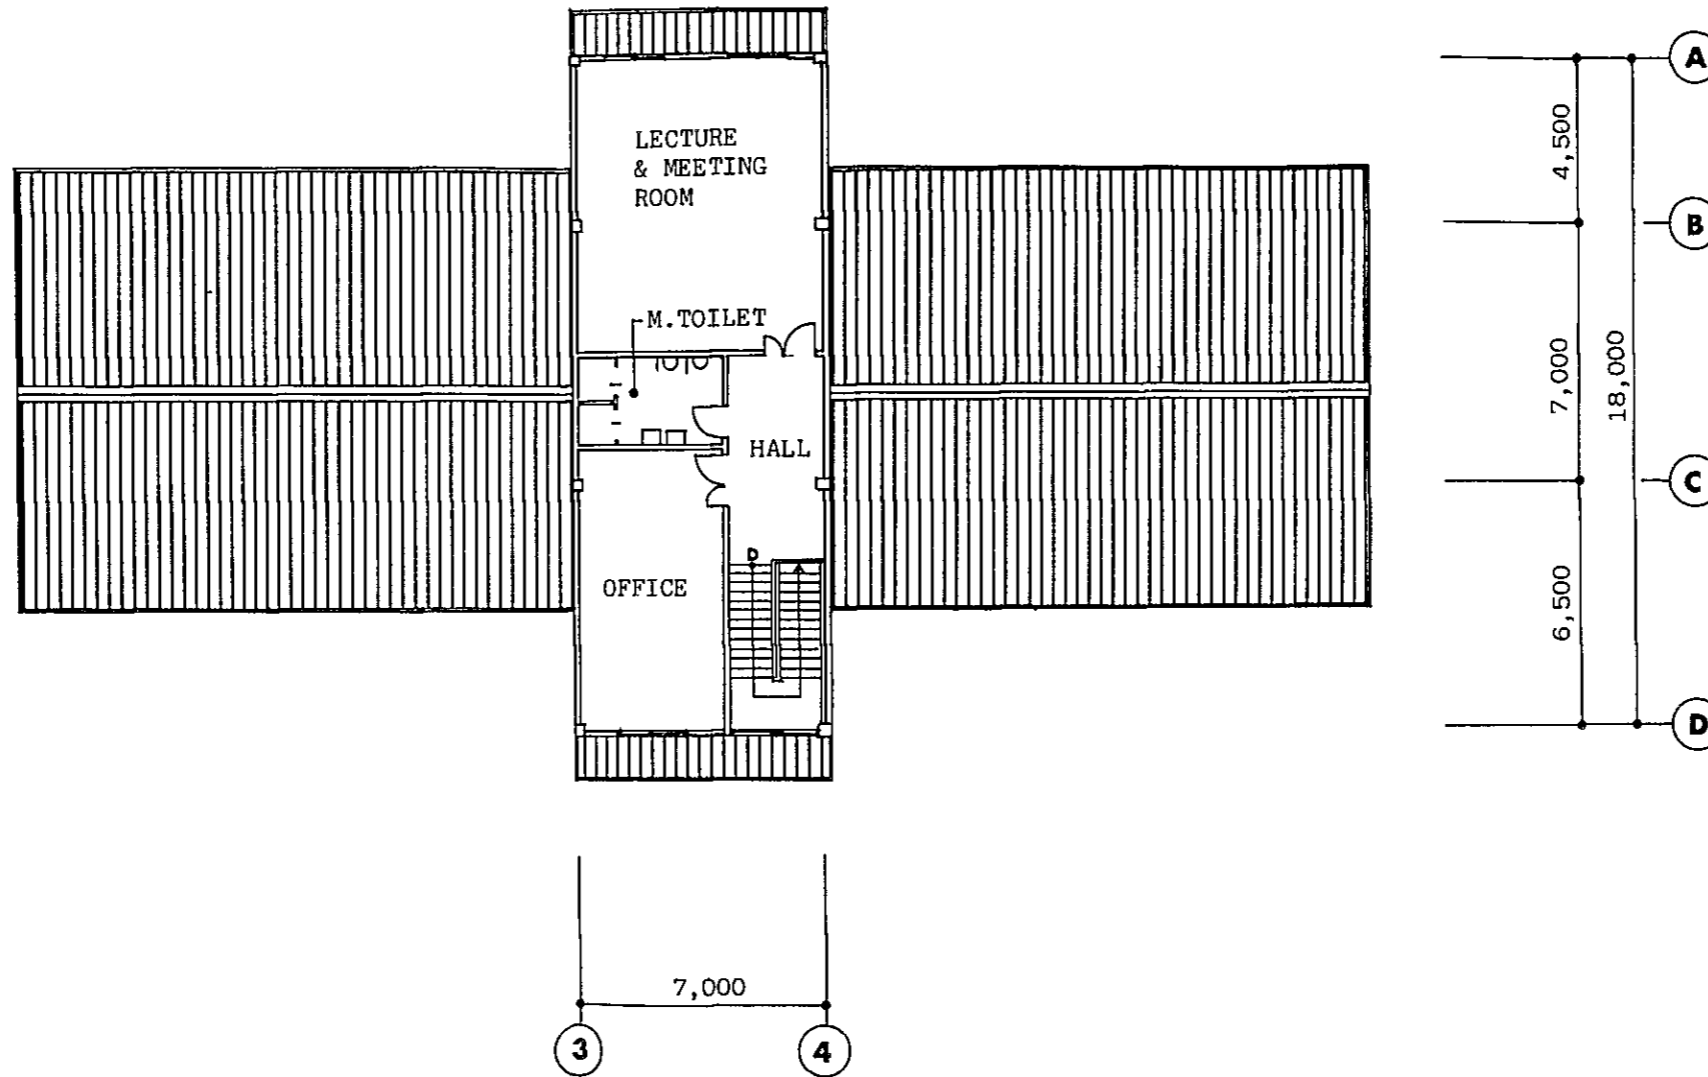 LECTURE
& MEETING
ROOM
M.TOILET
HALL
D
OFFICE
A
4,500
B
7,000
18,000
C
6,500
D
7,000
3
4